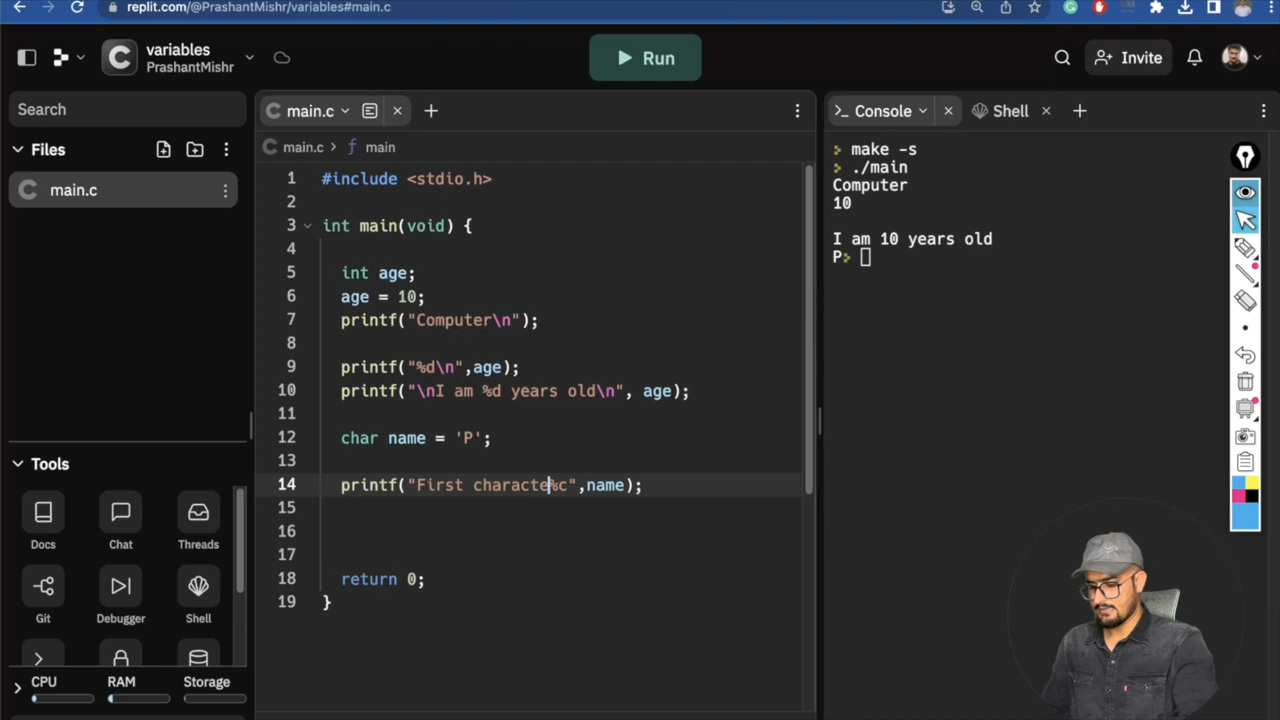 replit.com/@PrashantMishr/variables#main.c
variables
PrashantMishr
Run
Invite
Search
Files
main.c
main.c
main.c > f main
1 #include <stdio.h>
2
3 int main(void) {
4
5 int age;
6 age = 10;
7 printf("Computer\n");
8
9 printf("%d\n",age);
10 printf("\nI am %d years old\n", age);
11
12 char name = 'P';
13
14 printf("First characte%c",name);
15
16
17
18 return 0;
19 }
Console
Shell
make -s
./main
Computer
10
I am 10 years old
P
Tools
Docs Chat Threads
Git Debugger Shell
CPU RAM Storage